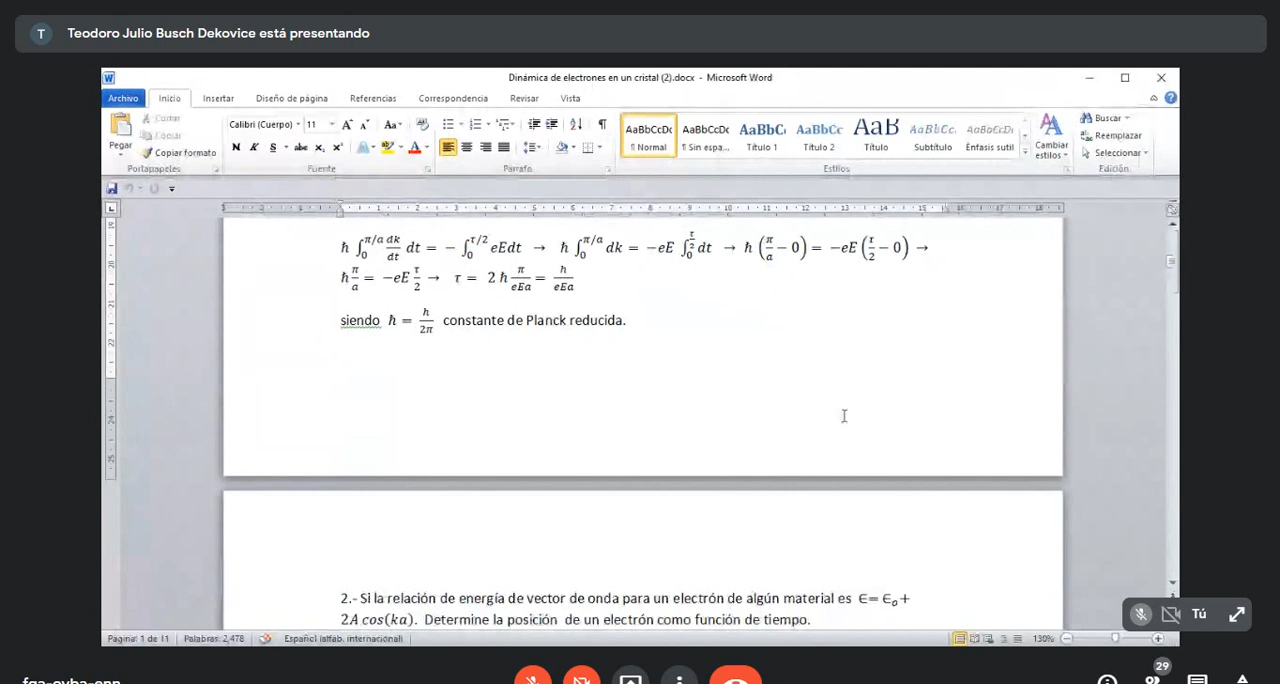 T Teodoro Julio Busch Dekovice está presentando
Dinámica de electrones en un cristal (2).docx - Microsoft Word
Archivo Inicio Insertar Diseño de página Referencias Correspondencia Revisar Vista
Pegar
Cortar
Copiar
Copiar formato
Portapapeles
Calibri (Cuerpo) 11
Fuente
Párrafo
AaBbCcDc AaBbCcDc AaBbC AaBbCc AaB AaBbCc. AaBbCcDc
¶ Normal ¶ Sin espa... Título 1 Título 2 Título Subtítulo Énfasis sutil
Cambiar estilos
Estilos
Buscar
Reemplazar
Seleccionar
Edición
ħ ∫₀^{π/a} dk/dt dt = − ∫₀^{τ/2} eEdt → ħ ∫₀^{π/a} dk = −eE ∫₀^{τ/2} dt → ħ (π/a − 0) = −eE (τ/2 − 0) →
ħ π/a = −eE τ/2 → τ = 2 ħ π/eEa = h/eEa
siendo ħ = h/2π constante de Planck reducida.
2.- Si la relación de energía de vector de onda para un electrón de algún material es ∈= ∈ₒ+
2A cos(ka). Determine la posición de un electrón como función de tiempo.
Página: 1 de 11 Palabras: 2,478 Español (alfab. internacional) 130%
Tú
29